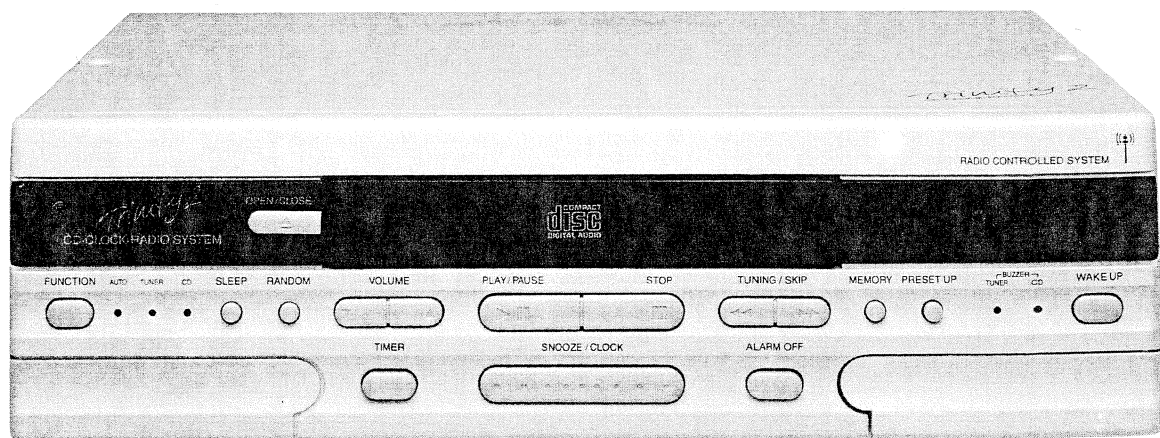 RADIO CONTROLLED SYSTEM
OPEN/CLOSE
CD-CLOCK-RADIO SYSTEM
COMPACT
disc
DIGITAL AUDIO
FUNCTION AUTO TUNER CD SLEEP RANDOM VOLUME PLAY/PAUSE STOP TUNING / SKIP MEMORY PRESET UP BUZZER TUNER CD WAKE UP
TIMER SNOOZE / CLOCK ALARM OFF